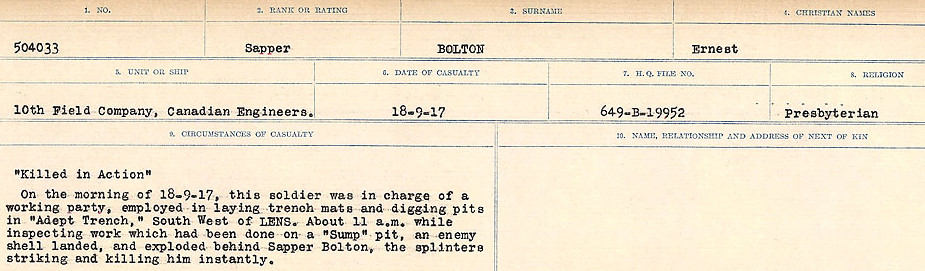 1. NO. 2. RANK OR RATING 3. SURNAME 4. CHRISTIAN NAMES
504033 Sapper BOLTON Ernest
5. UNIT OR SHIP 6. DATE OF CASUALTY 7. H.Q. FILE NO. 8. RELIGION
10th Field Company, Canadian Engineers. 18-9-17 649-B-19952 Presbyterian
9. CIRCUMSTANCES OF CASUALTY 10. NAME, RELATIONSHIP AND ADDRESS OF NEXT OF KIN
"Killed in Action"
On the morning of 18-9-17, this soldier was in charge of a
working party, employed in laying trench mats and digging pits
in "Adept Trench," South West of LENS. About 11 a.m. while
inspecting work which had been done on a "Sump" pit, an enemy
shell landed, and exploded behind Sapper Bolton, the splinters
striking and killing him instantly.